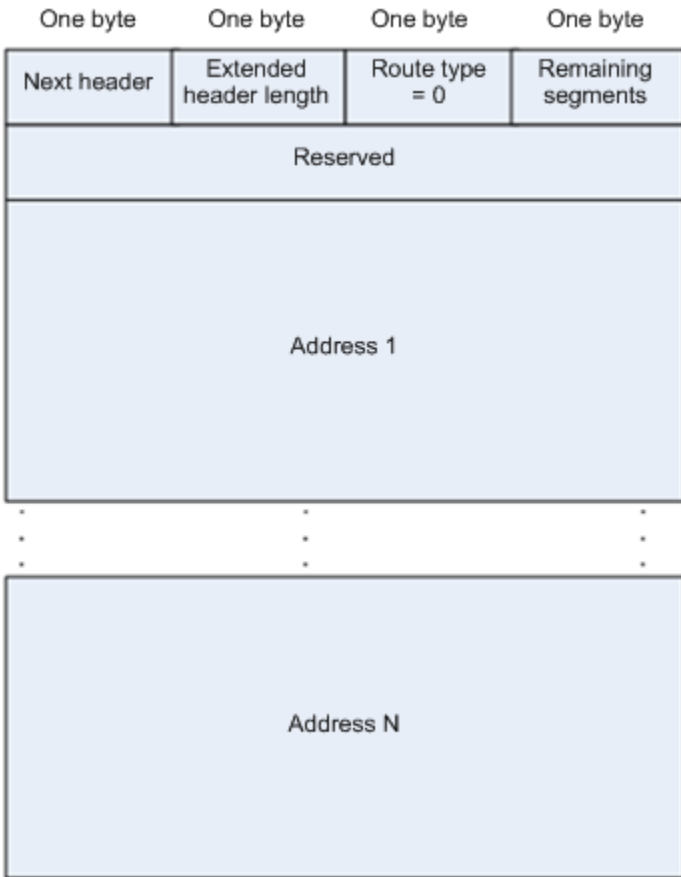 One byte One byte One byte One byte
Next header
Extended
header length
Route type
= 0
Remaining
segments
Reserved
Address 1
Address N